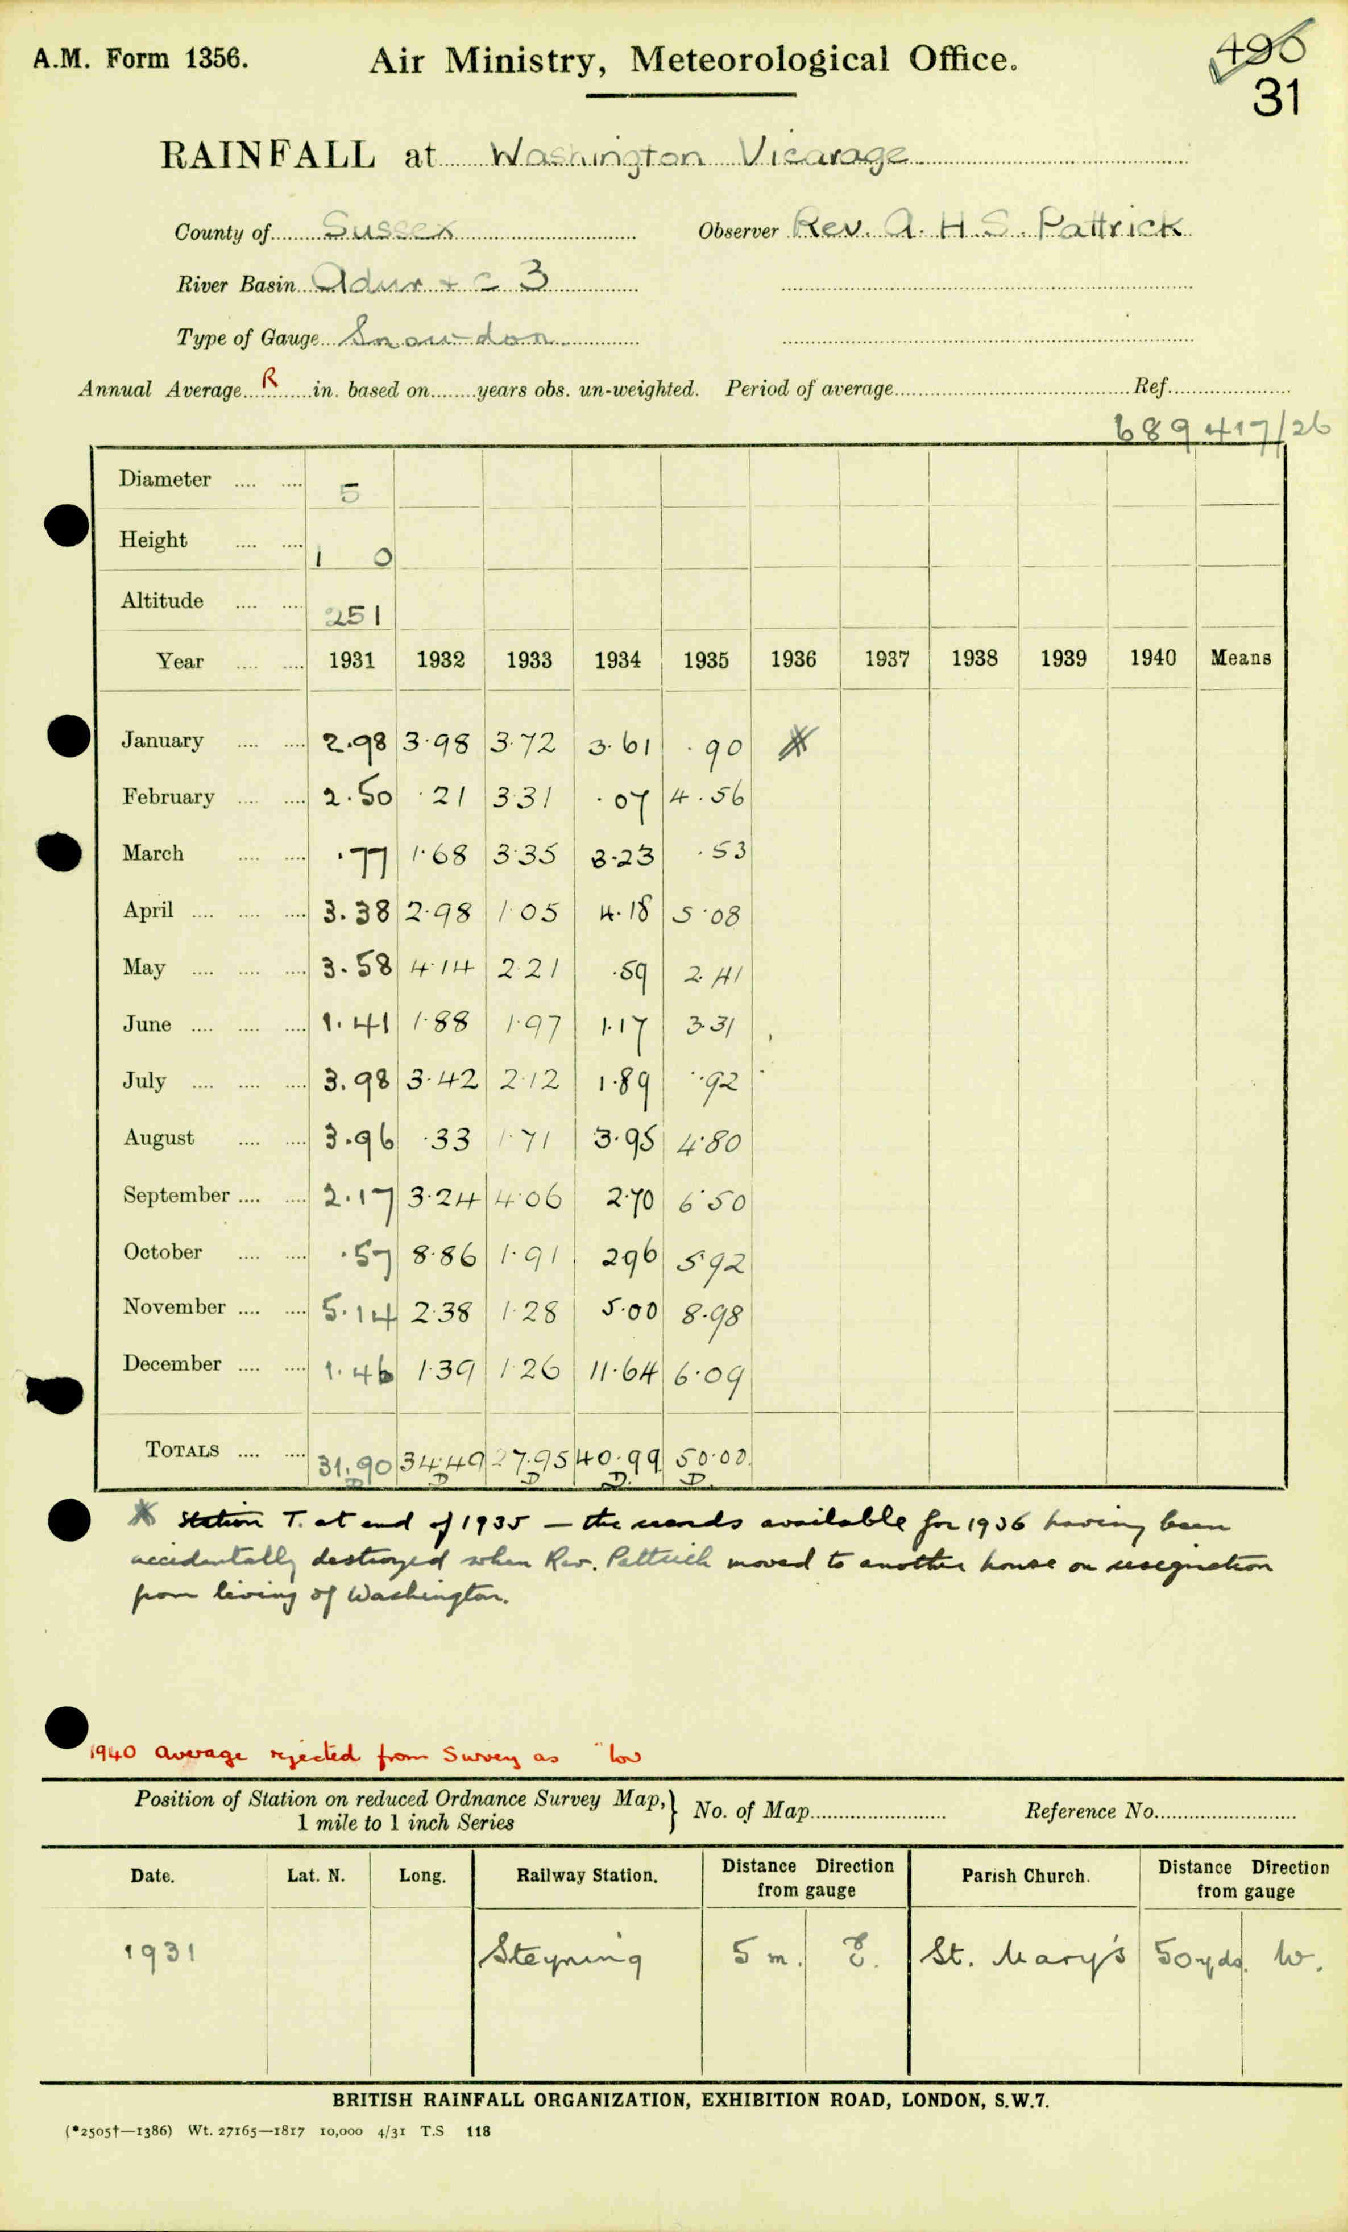 A.M. Form 1356.
Air Ministry, Meteorological Office.
496
31
RAINFALL at Washington Vicarage
County of Sussex Observer Rev. A. H. S. Pattrick
River Basin Adur + c 3
Type of Gauge Snowdon
Annual Average R in. based on years obs. un-weighted. Period of average Ref.
689 417/26
Diameter 5
Height 1 0
Altitude 251
Year 1931 1932 1933 1934 1935 1936 1937 1938 1939 1940 Means
January 2.98 3.98 3.72 3.61 .90 *
February 2.50 .21 3.31 .07 4.56
March .77 1.68 3.35 3.23 .53
April 3.38 2.98 1.05 4.18 5.08
May 3.58 4.14 2.21 .59 2.41
June 1.41 1.88 1.97 1.17 3.31
July 3.98 3.42 2.12 1.89 .92
August 3.96 .33 1.71 3.95 4.80
September 2.17 3.24 4.06 2.70 6.50
October .57 8.86 1.91 2.96 5.92
November 5.14 2.38 1.28 5.00 8.98
December 1.46 1.39 1.26 11.64 6.09
TOTALS 31.90 34.49 27.95 40.99 50.00
D D D D. D.
* Station T. at end of 1935 — the records available for 1936 having been
accidentally destroyed when Rev. Pattrick moved to another house on resignation
from living of Washington.
1940 average rejected from Survey as "low
Position of Station on reduced Ordnance Survey Map, } No. of Map Reference No.
1 mile to 1 inch Series
Date. Lat. N. Long. Railway Station. Distance Direction from gauge Parish Church. Distance Direction from gauge
1931 Steyning 5 m. E. St. Mary's 50 yds. W.
BRITISH RAINFALL ORGANIZATION, EXHIBITION ROAD, LONDON, S.W.7.
(*2505†—1386) Wt. 27165—1817 10,000 4/31 T.S 118